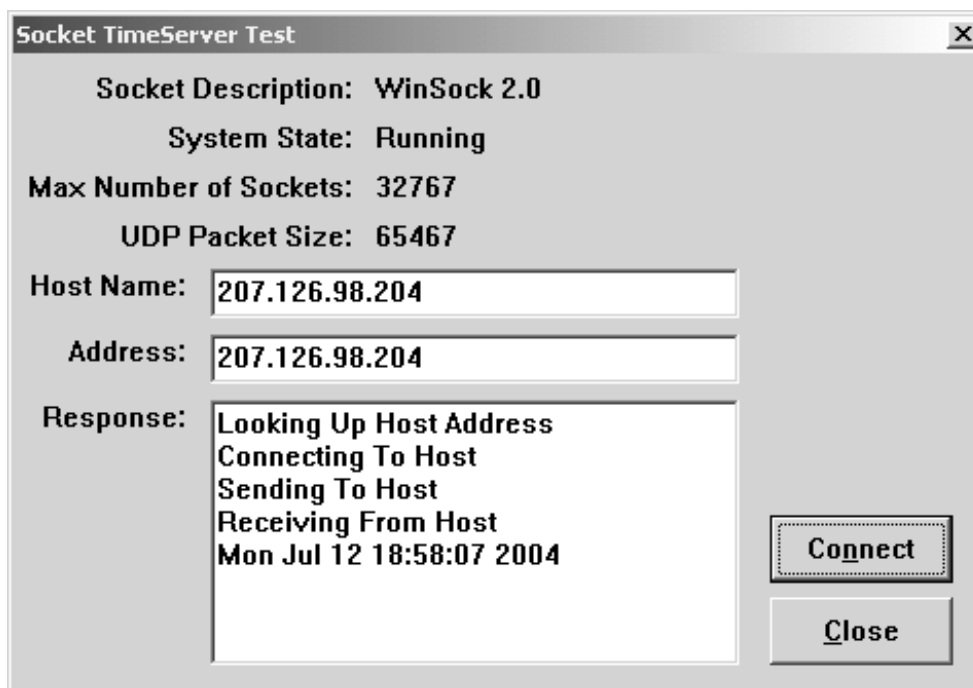 Socket TimeServer Test
Socket Description: WinSock 2.0
System State: Running
Max Number of Sockets: 32767
UDP Packet Size: 65467
Host Name: 207.126.98.204
Address: 207.126.98.204
Response:
Looking Up Host Address
Connecting To Host
Sending To Host
Receiving From Host
Mon Jul 12 18:58:07 2004
Connect
Close